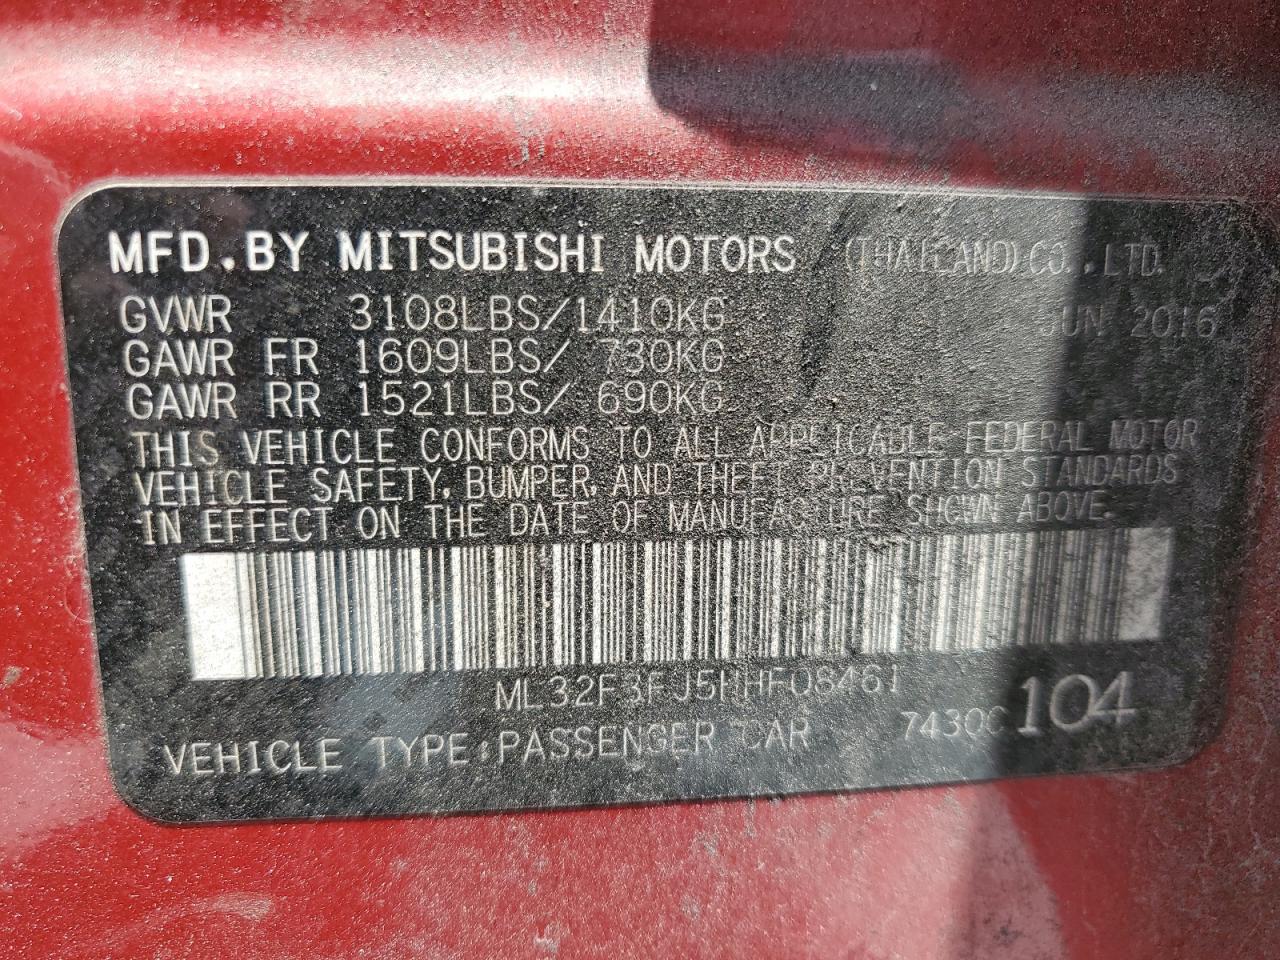 MFD.BY MITSUBISHI MOTORS (THAILAND) CO.,LTD.
GVWR 3108LBS/1410KG JUN 2016
GAWR FR 1609LBS/ 730KG
GAWR RR 1521LBS/ 690KG
THIS VEHICLE CONFORMS TO ALL APPLICABLE FEDERAL MOTOR
VEHICLE SAFETY, BUMPER, AND THEFT PREVENTION STANDARDS
IN EFFECT ON THE DATE OF MANUFACTURE SHOWN ABOVE.
ML32F3FJ5HHF08461
VEHICLE TYPE:PASSENGER CAR 104